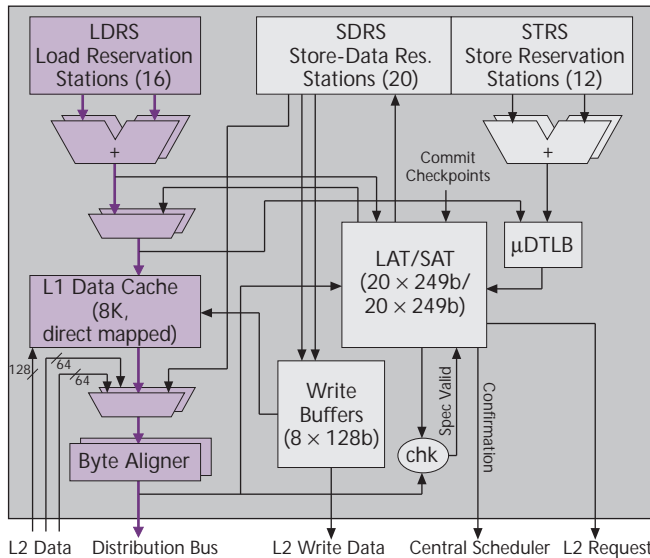 LDRS
Load Reservation
Stations (16)
SDRS
Store-Data Res.
Stations (20)
STRS
Store Reservation
Stations (12)
+
+
Commit
Checkpoints
μDTLB
LAT/SAT
(20 × 249b/
20 × 249b)
L1 Data Cache
(8K,
direct mapped)
128
64
64
Write
Buffers
(8 × 128b)
Spec Valid
Confirmation
chk
Byte Aligner
L2 Data
Distribution Bus
L2 Write Data
Central Scheduler
L2 Request